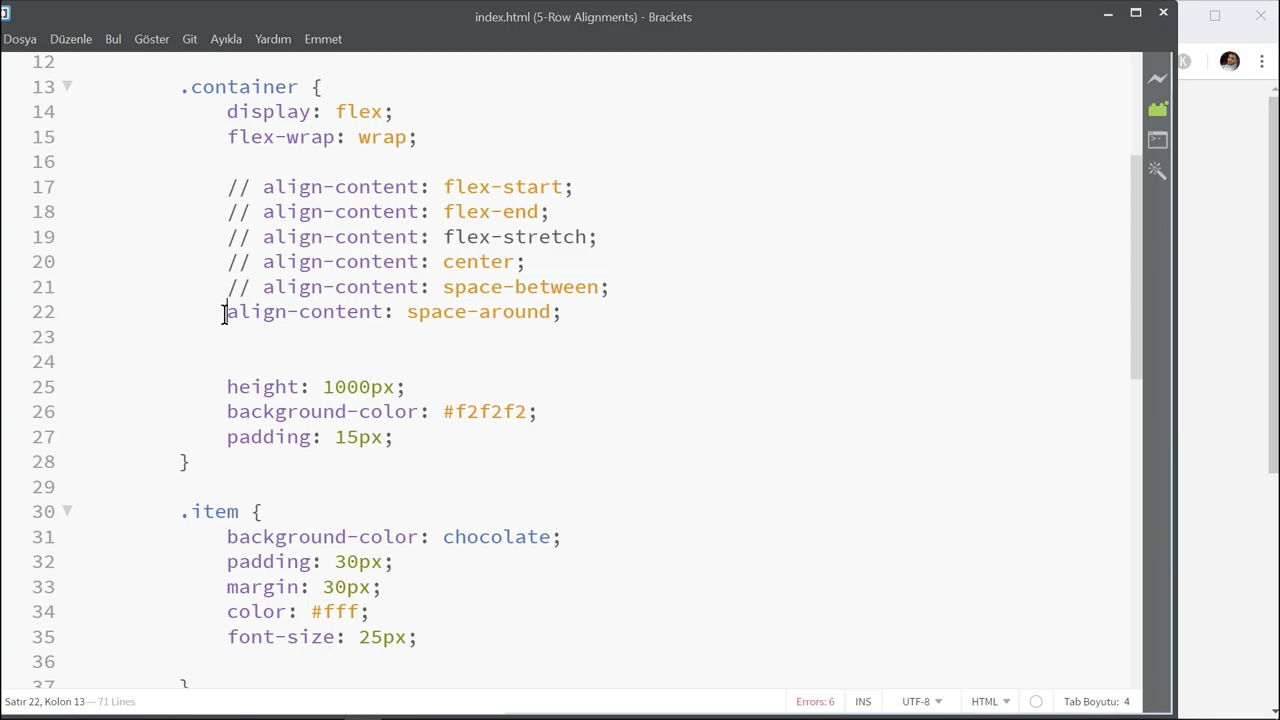 index.html (5-Row Alignments) - Brackets
Dosya Düzenle Bul Göster Git Ayıkla Yardım Emmet
12
13 .container {
14 display: flex;
15 flex-wrap: wrap;
16
17 // align-content: flex-start;
18 // align-content: flex-end;
19 // align-content: flex-stretch;
20 // align-content: center;
21 // align-content: space-between;
22 align-content: space-around;
23
24
25 height: 1000px;
26 background-color: #f2f2f2;
27 padding: 15px;
28 }
29
30 .item {
31 background-color: chocolate;
32 padding: 30px;
33 margin: 30px;
34 color: #fff;
35 font-size: 25px;
36
37 }
Satır 22, Kolon 13 — 71 Lines Errors: 6 INS UTF-8 HTML Tab Boyutu: 4